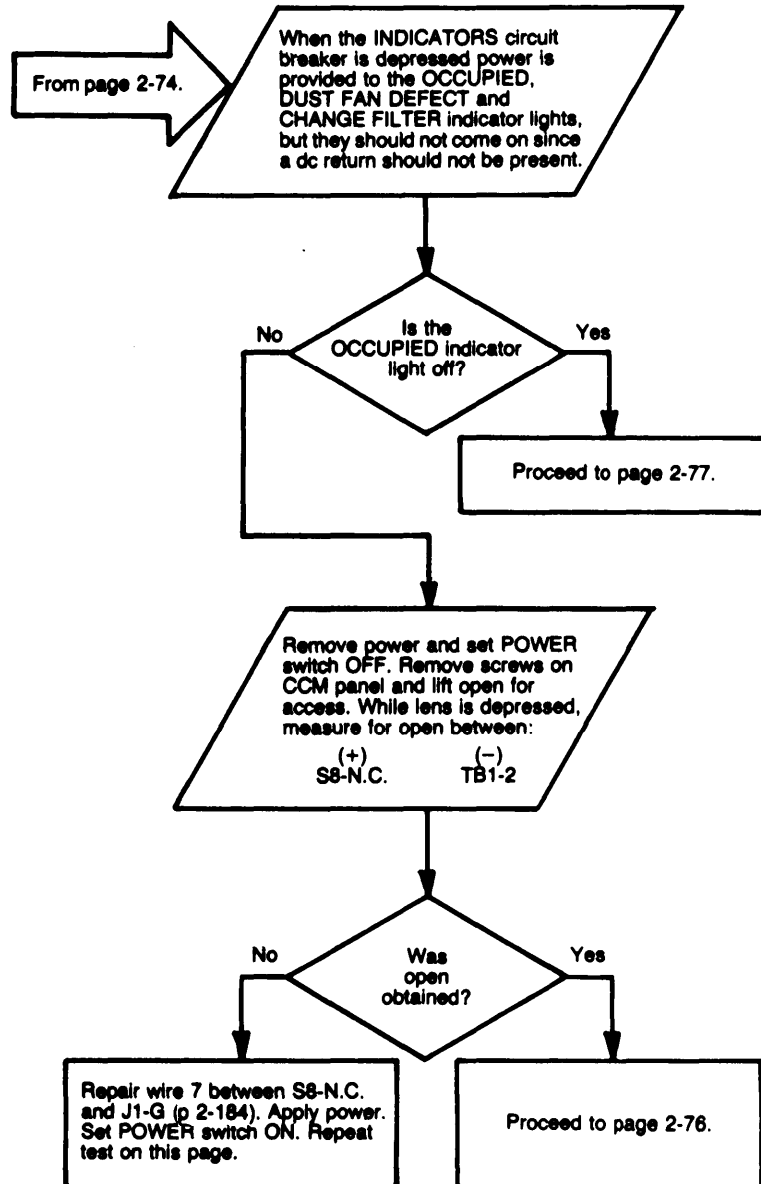 From page 2-74.
When the INDICATORS circuit
breaker is depressed power is
provided to the OCCUPIED,
DUST FAN DEFECT and
CHANGE FILTER indicator lights,
but they should not come on since
a dc return should not be present.
No
Is the
OCCUPIED indicator
light off?
Yes
Proceed to page 2-77.
Remove power and set POWER
switch OFF. Remove screws on
CCM panel and lift open for
access. While lens is depressed,
measure for open between:
(+) (−)
S8-N.C. TB1-2
No
Was
open
obtained?
Yes
Repair wire 7 between S8-N.C.
and J1-G (p 2-184). Apply power.
Set POWER switch ON. Repeat
test on this page.
Proceed to page 2-76.